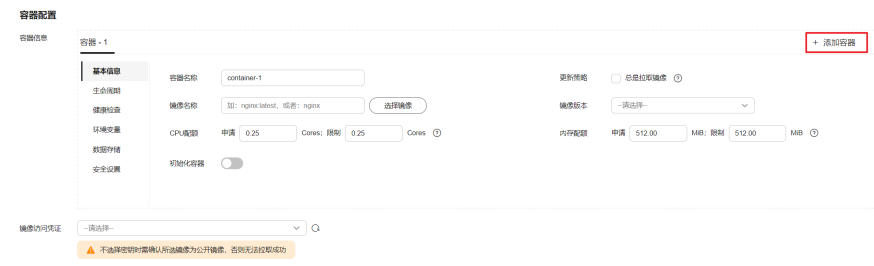 容器配置
容器信息
容器 - 1
+ 添加容器
基本信息
生命周期
健康检查
环境变量
数据存储
安全设置
容器名称 container-1
更新策略 总是拉取镜像 ?
镜像名称 如：nginx:latest，或者：nginx 选择镜像
镜像版本 --请选择--
CPU配额 申请 0.25 Cores；限制 0.25 Cores ?
内存配额 申请 512.00 MiB；限制 512.00 MiB ?
初始化容器
镜像访问凭证 --请选择--
不选择密钥时需确认所选镜像为公开镜像，否则无法拉取成功